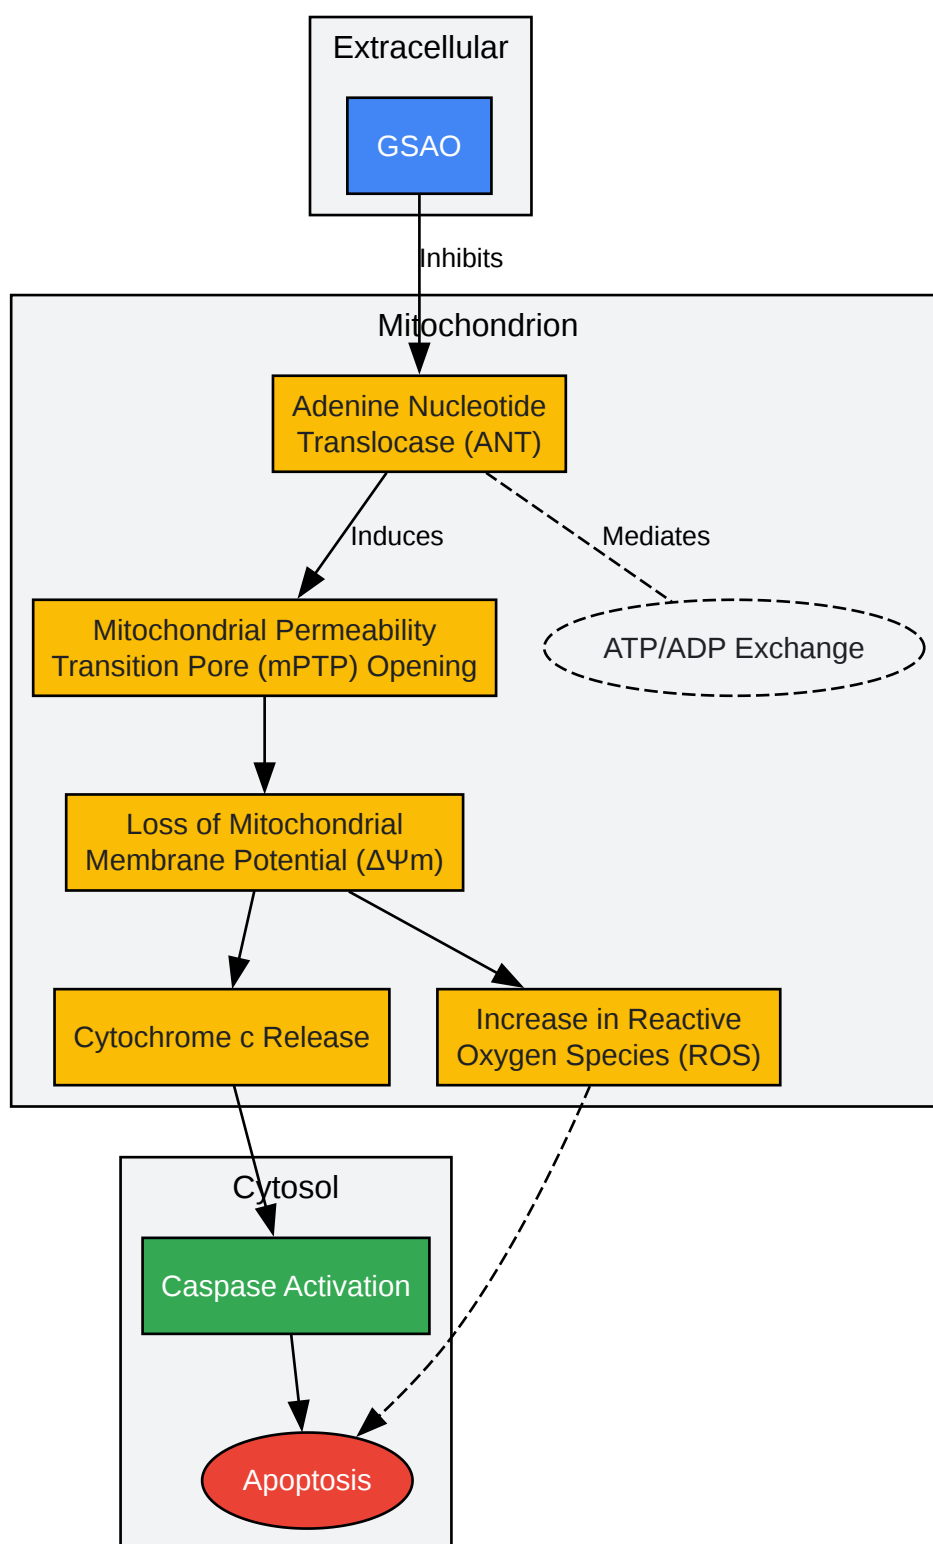 Extracellular
GSAO
Inhibits
Mitochondrion
Adenine Nucleotide
Translocase (ANT)
Induces
Mediates
Mitochondrial Permeability
Transition Pore (mPTP) Opening
ATP/ADP Exchange
Loss of Mitochondrial
Membrane Potential (ΔΨm)
Cytochrome c Release
Increase in Reactive
Oxygen Species (ROS)
Cytosol
Caspase Activation
Apoptosis